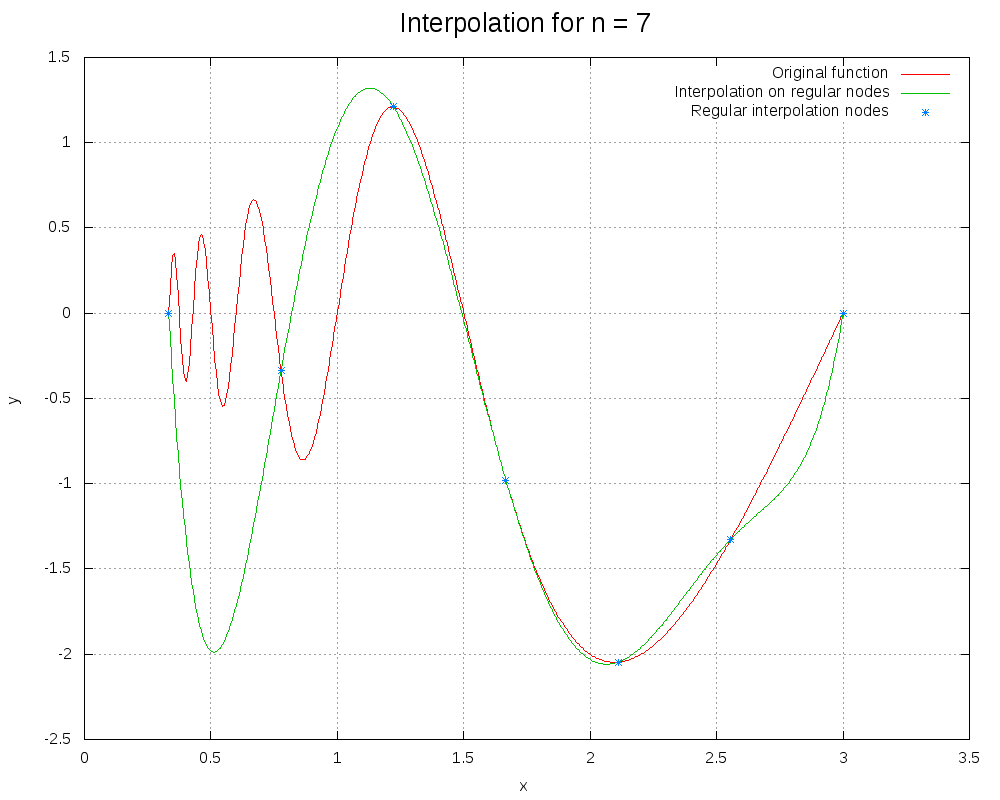 Interpolation for n = 7
Original function
Interpolation on regular nodes
Regular interpolation nodes
1.5
1
0.5
0
-0.5
-1
-1.5
-2
-2.5
y
0
0.5
1
1.5
2
2.5
3
3.5
x